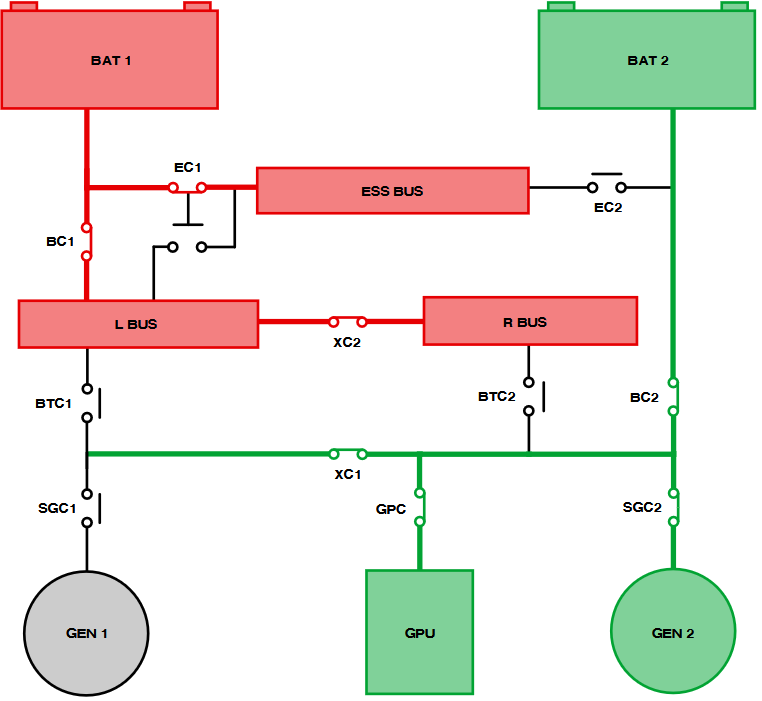 BAT 1
BAT 2
EC1
ESS BUS
EC2
BC1
L BUS
R BUS
XC2
BTC1
BTC2
BC2
XC1
SGC1
GPC
SGC2
GEN 1
GPU
GEN 2